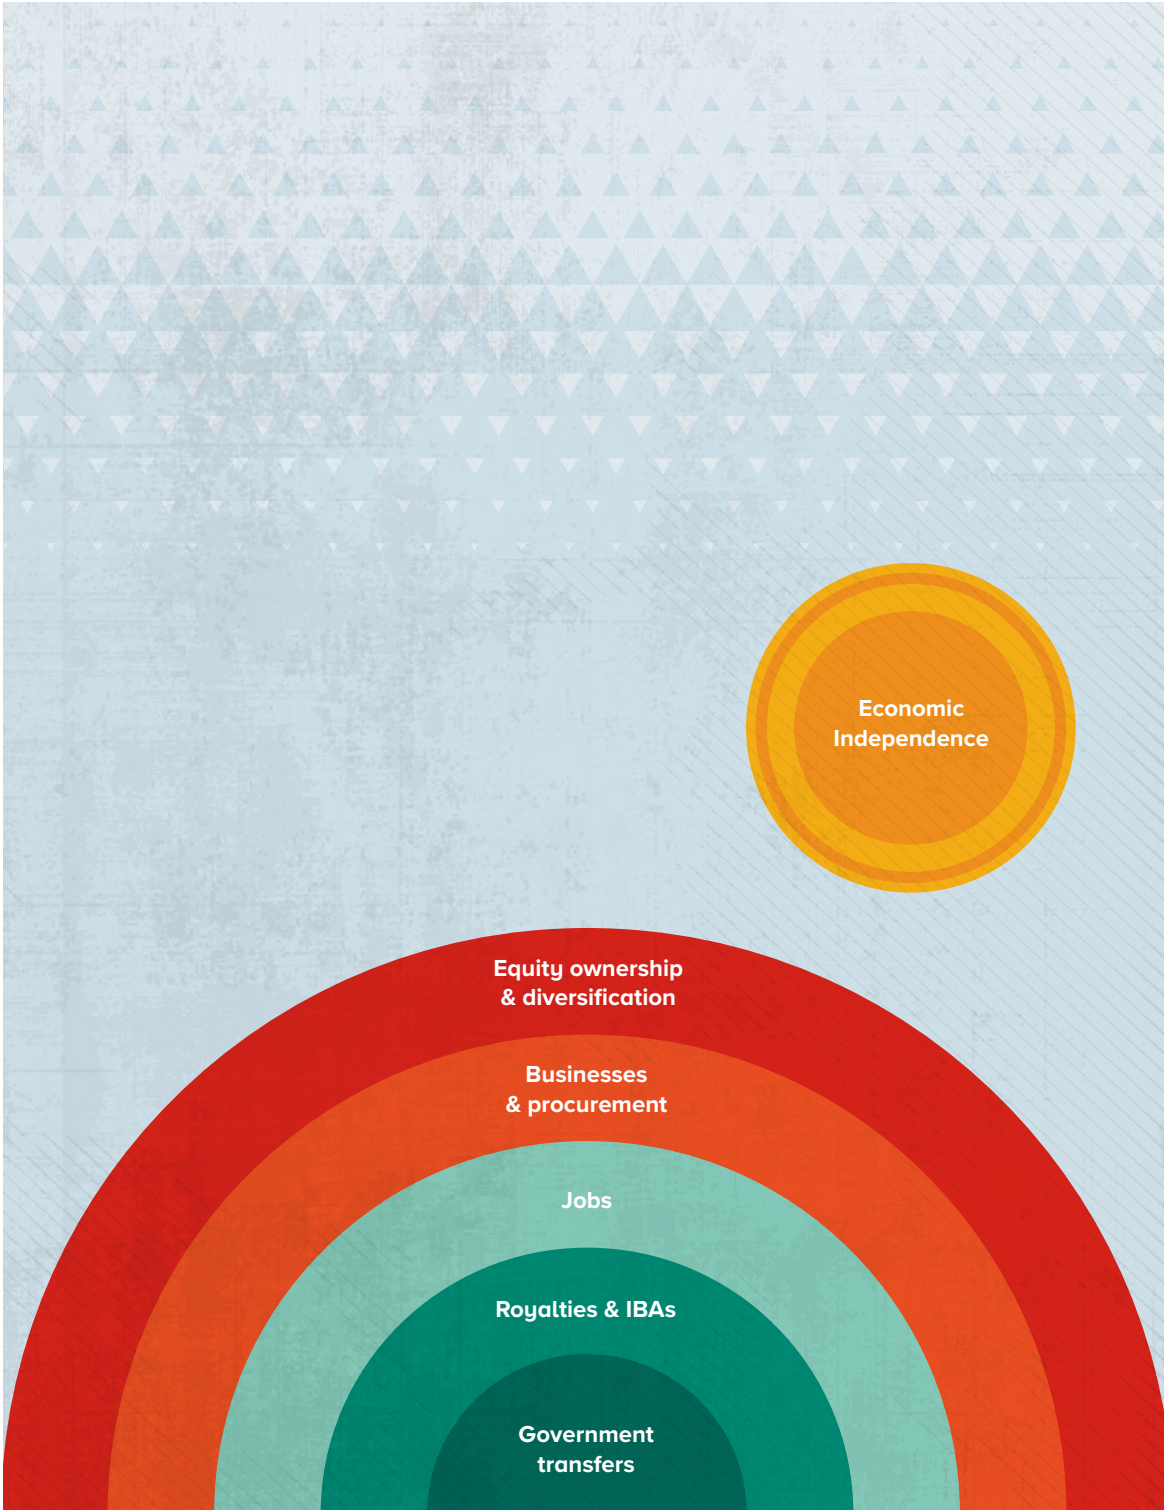 Economic
Independence
Equity ownership
& diversification
Businesses
& procurement
Jobs
Royalties & IBAs
Government
transfers